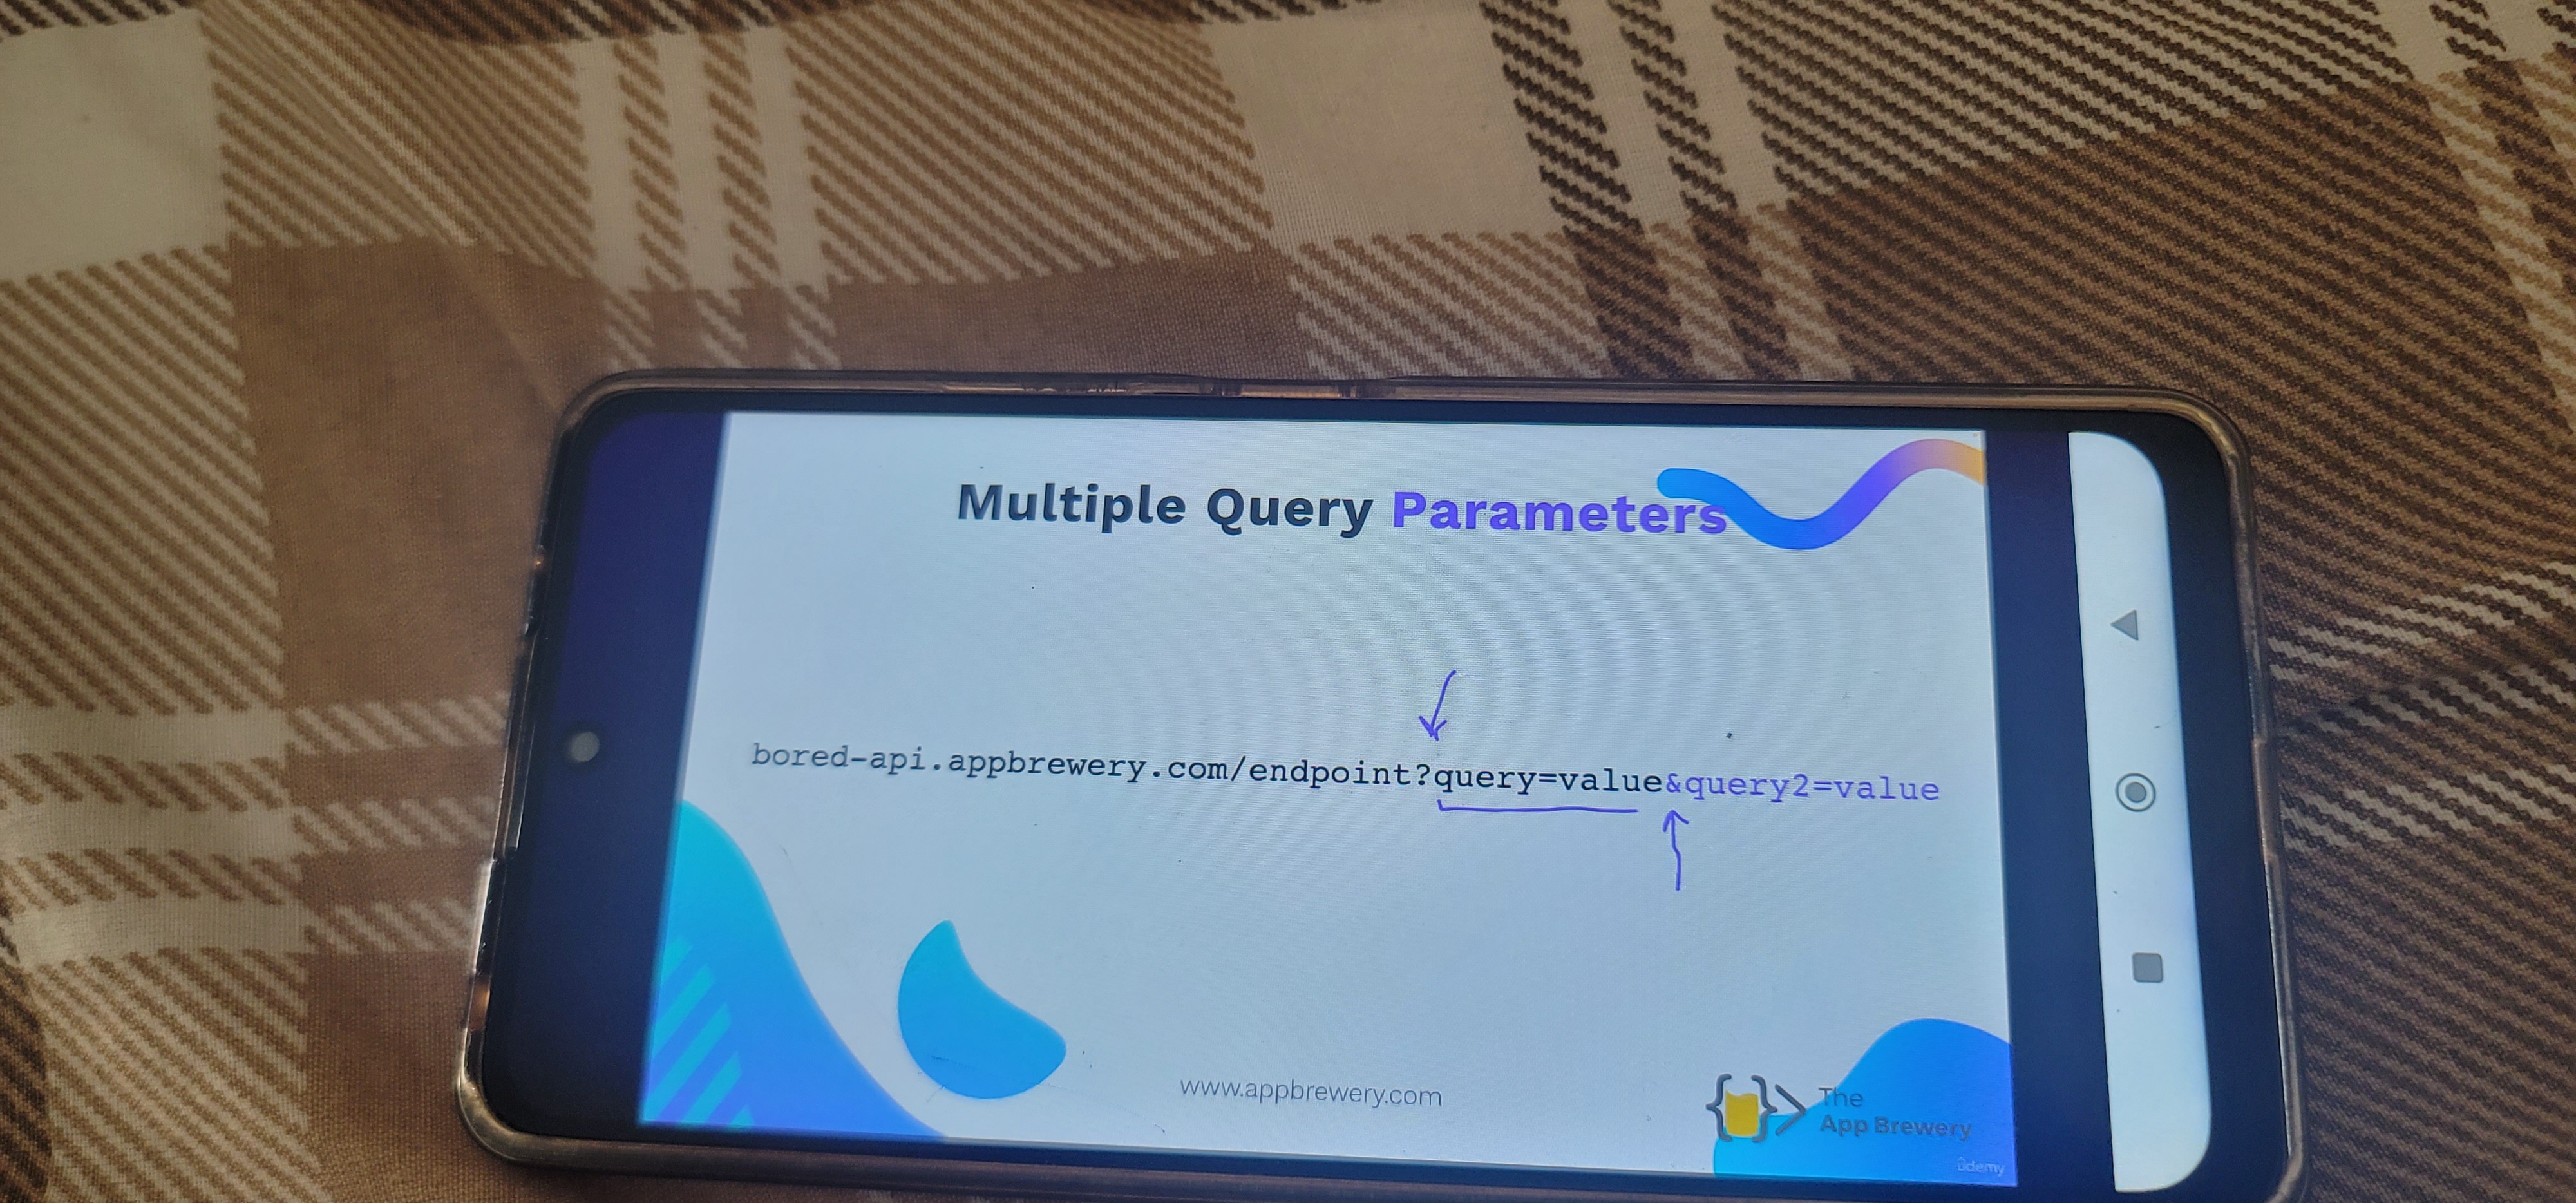 Multiple Query Parameters
bored-api.appbrewery.com/endpoint?query=value&query2=value
www.appbrewery.com
The
App Brewery
ûdemy